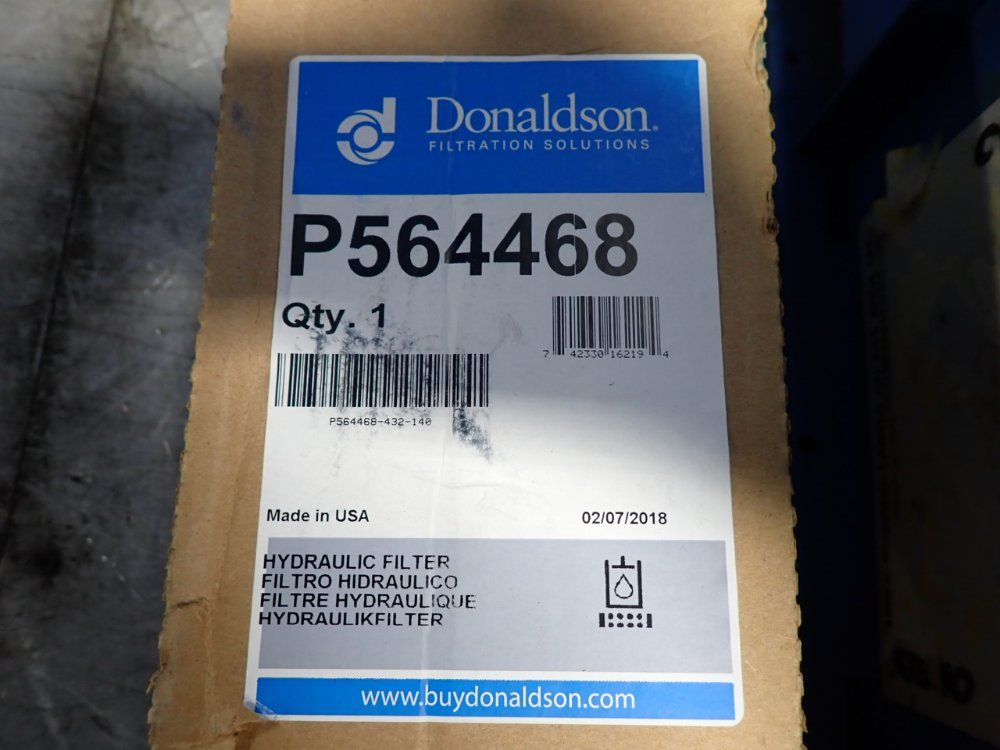 Donaldson.
FILTRATION SOLUTIONS
P564468
Qty. 1
7 42330 16219 4
P564468-432-140
Made in USA
02/07/2018
HYDRAULIC FILTER
FILTRO HIDRAULICO
FILTRE HYDRAULIQUE
HYDRAULIKFILTER
www.buydonaldson.com
10